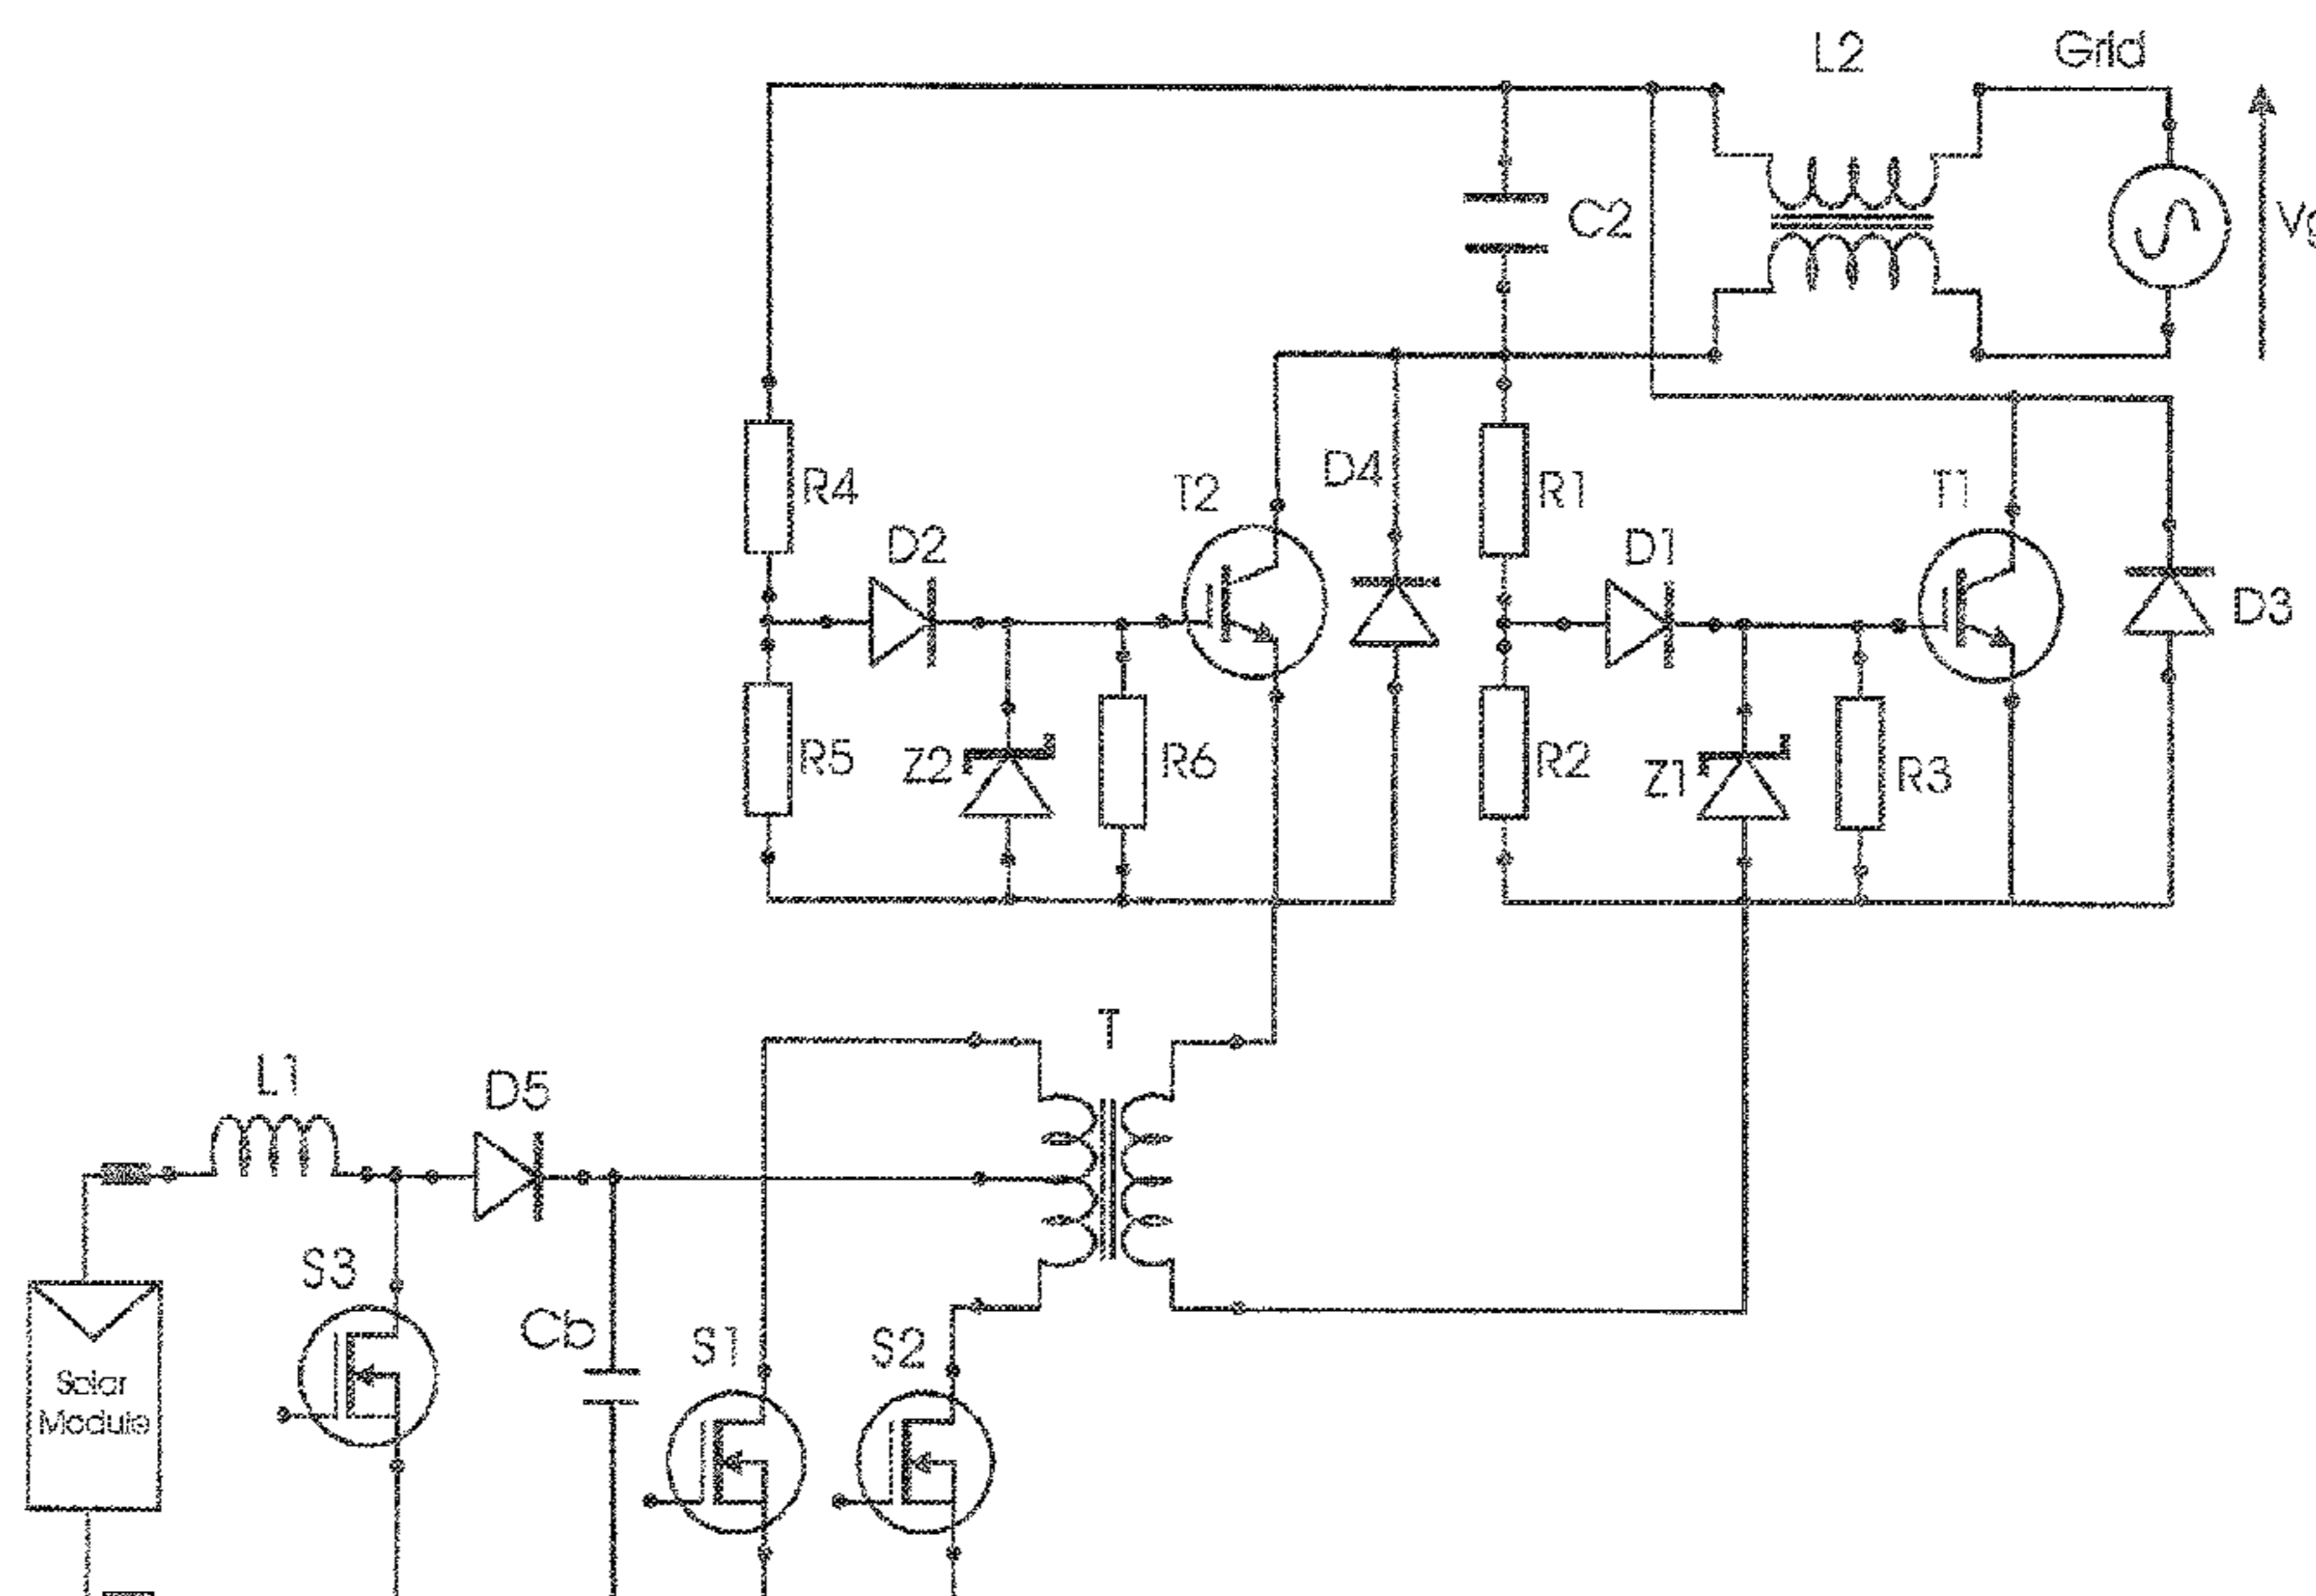 L2
Grid
C2
Vg
R4
D2
T2
D4
R1
D1
T1
D3
R5
Z2
R6
R2
Z1
R3
T
L1
D5
S3
Cb
S1
S2
Solar
Module